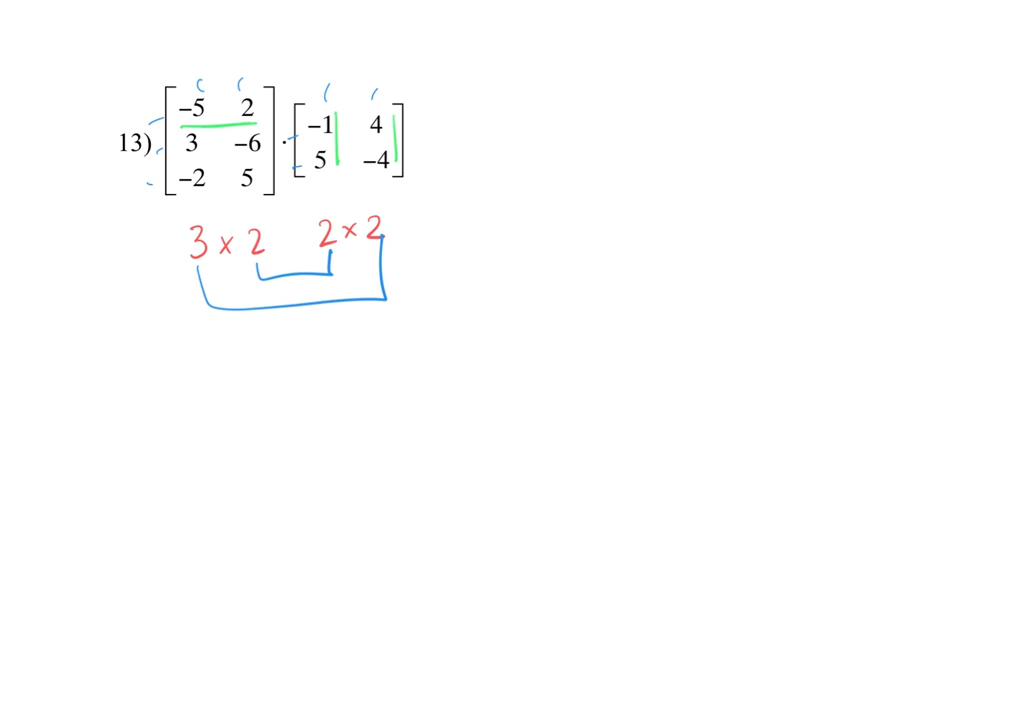 13) [−5 2] · [−1 4]
[3 −6] [5 −4]
[−2 5]
3 × 2 2 × 2